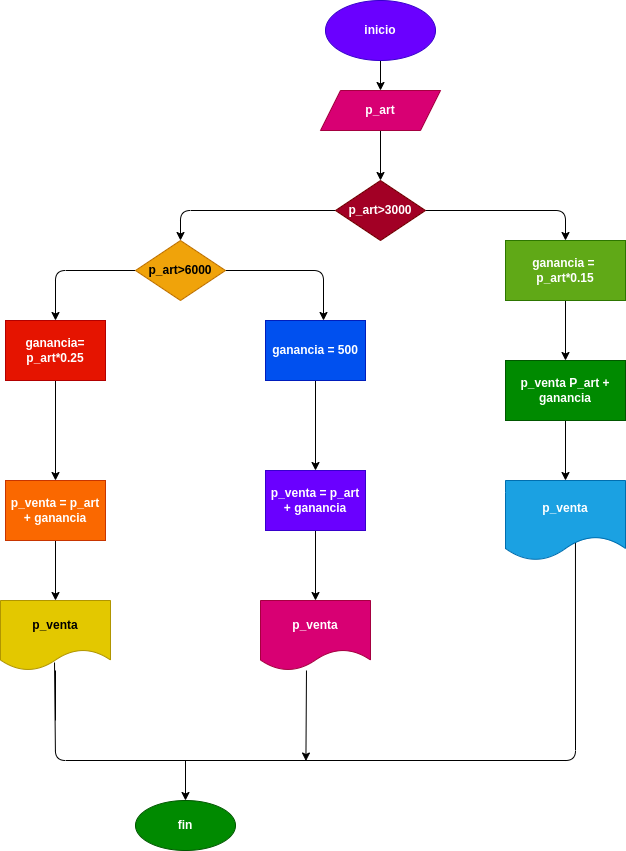 inicio
p_art
p_art>3000
p_art>6000
ganancia =
p_art*0.15
ganancia=
p_art*0.25
ganancia = 500
p_venta P_art +
ganancia
p_venta = p_art
+ ganancia
p_venta = p_art
+ ganancia
p_venta
p_venta
p_venta
fin